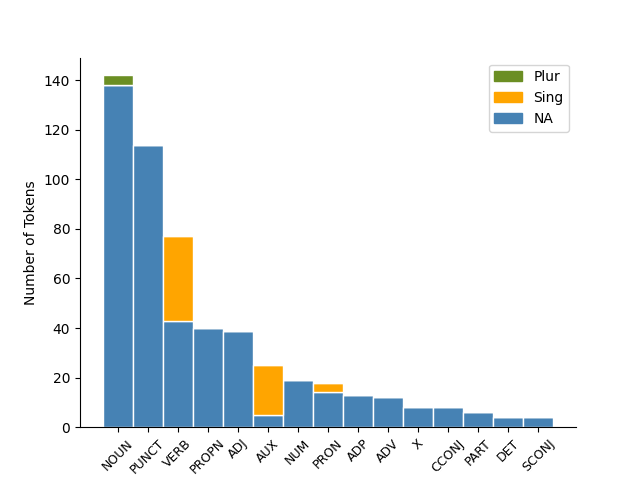 Plur
Sing
NA
Number of Tokens
140
120
100
80
60
40
20
0
NOUN
PUNCT
VERB
PROPN
ADJ
AUX
NUM
PRON
ADP
ADV
X
CCONJ
PART
DET
SCONJ